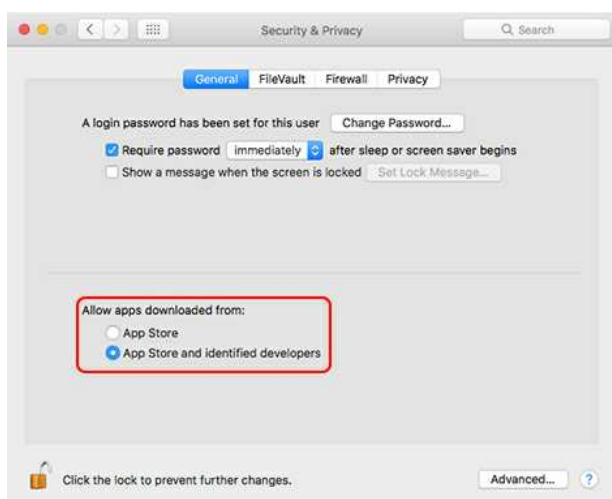 Security & Privacy
Search
General FileVault Firewall Privacy
A login password has been set for this user Change Password...
Require password immediately after sleep or screen saver begins
Show a message when the screen is locked Set Lock Message...
Allow apps downloaded from:
App Store
App Store and identified developers
Click the lock to prevent further changes. Advanced... ?